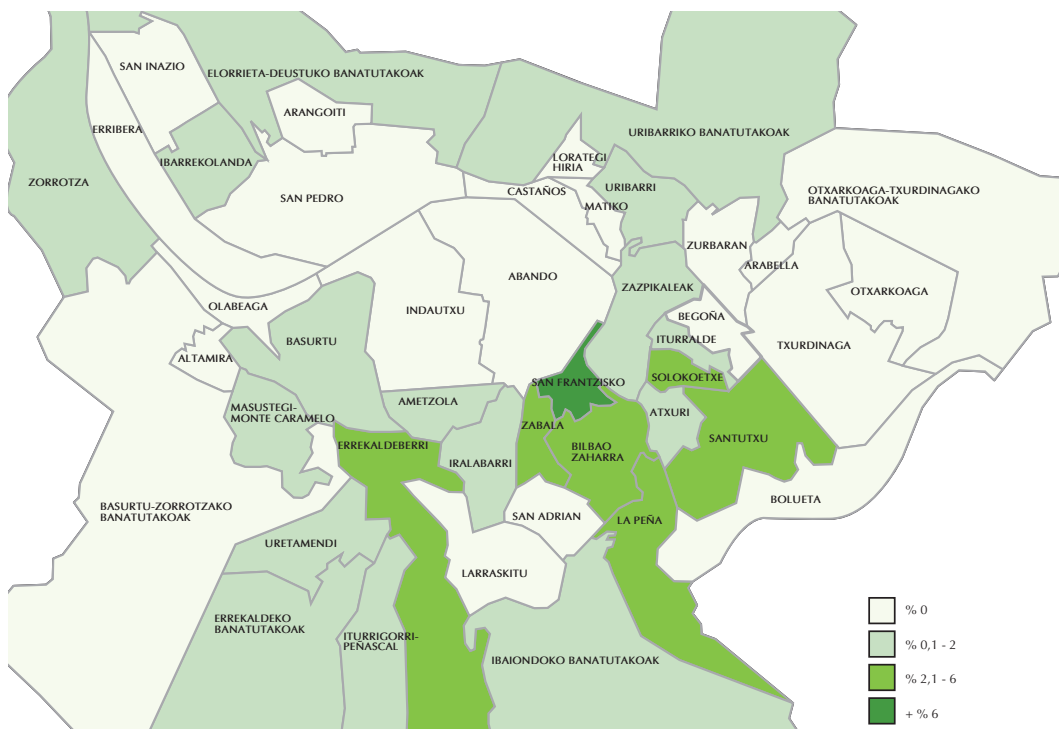 SAN INAZIO
ELORRIETA-DEUSTUKO BANATUTAKOAK
ARANGOITI
ERRIBERA
URIBARRIKO BANATUTAKOAK
IBARREKOLANDA
LORATEGI
HIRIA
ZORROTZA
URIBARRI
CASTAÑOS
OTXARKOAGA-TXURDINAGAKO
BANATUTAKOAK
SAN PEDRO
MATIKO
ZURBARAN
ARABELLA
ABANDO
ZAZPIKALEAK
OTXARKOAGA
OLABEAGA
INDAUTXU
BEGOÑA
BASURTU
ITURRALDE
TXURDINAGA
ALTAMIRA
SOLOKOETXE
SAN FRANTZISKO
AMETZOLA
MASUSTEGI-
MONTE CARAMELO
ATXURI
ZABALA
SANTUTXU
ERREKALDEBERRI
BILBAO
ZAHARRA
IRALABARRI
BOLUETA
BASURTU-ZORROTZAKO
BANATUTAKOAK
SAN ADRIAN
LA PEÑA
URETAMENDI
LARRASKITU
ERREKALDEKO
BANATUTAKOAK
ITURRIGORRI-
PEÑASCAL
IBAIONDOKO BANATUTAKOAK
% 0
% 0,1 - 2
% 2,1 - 6
+ % 6